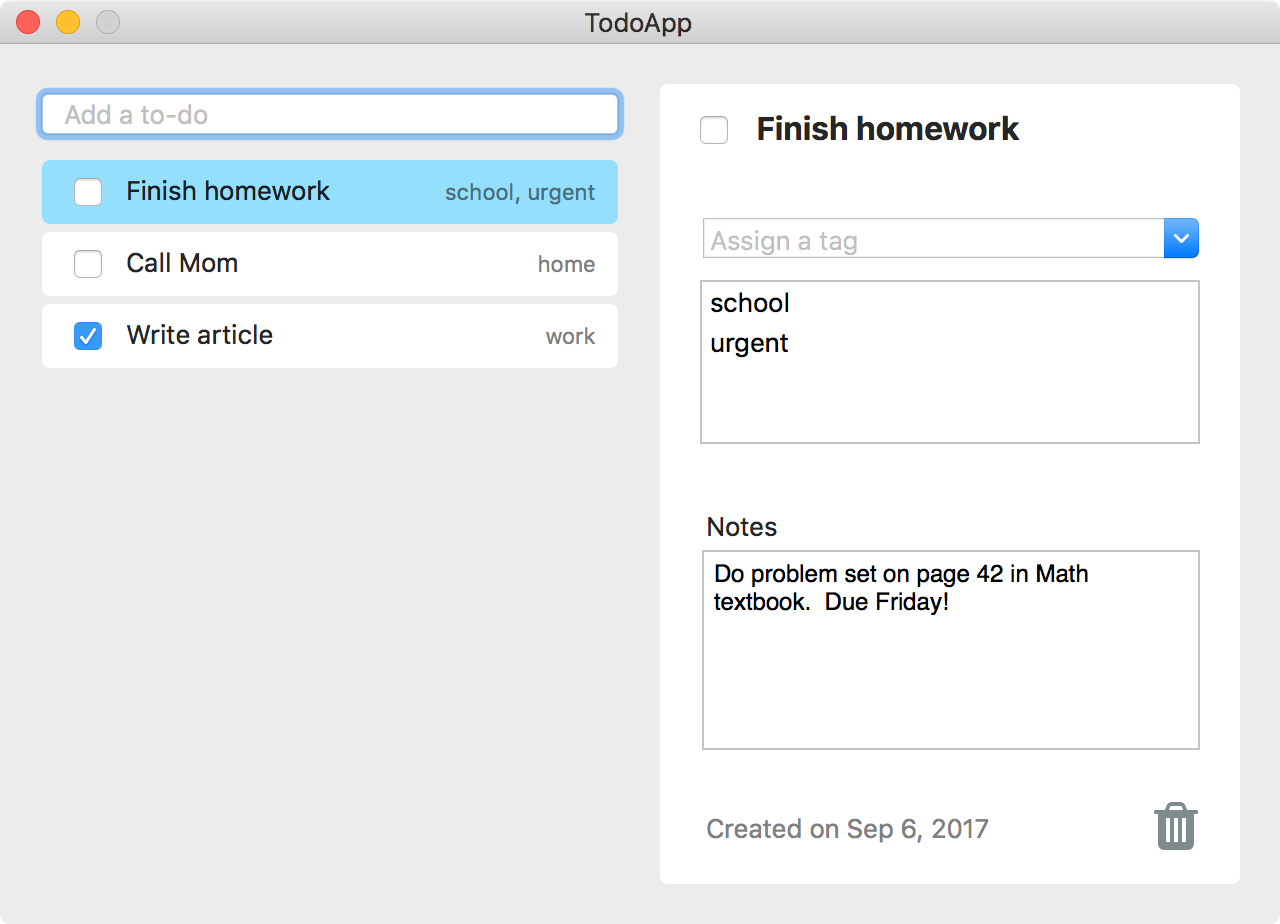 TodoApp
Add a to-do
Finish homework school, urgent
Call Mom home
Write article work
Finish homework
Assign a tag
school
urgent
Notes
Do problem set on page 42 in Math
textbook.  Due Friday!
Created on Sep 6, 2017